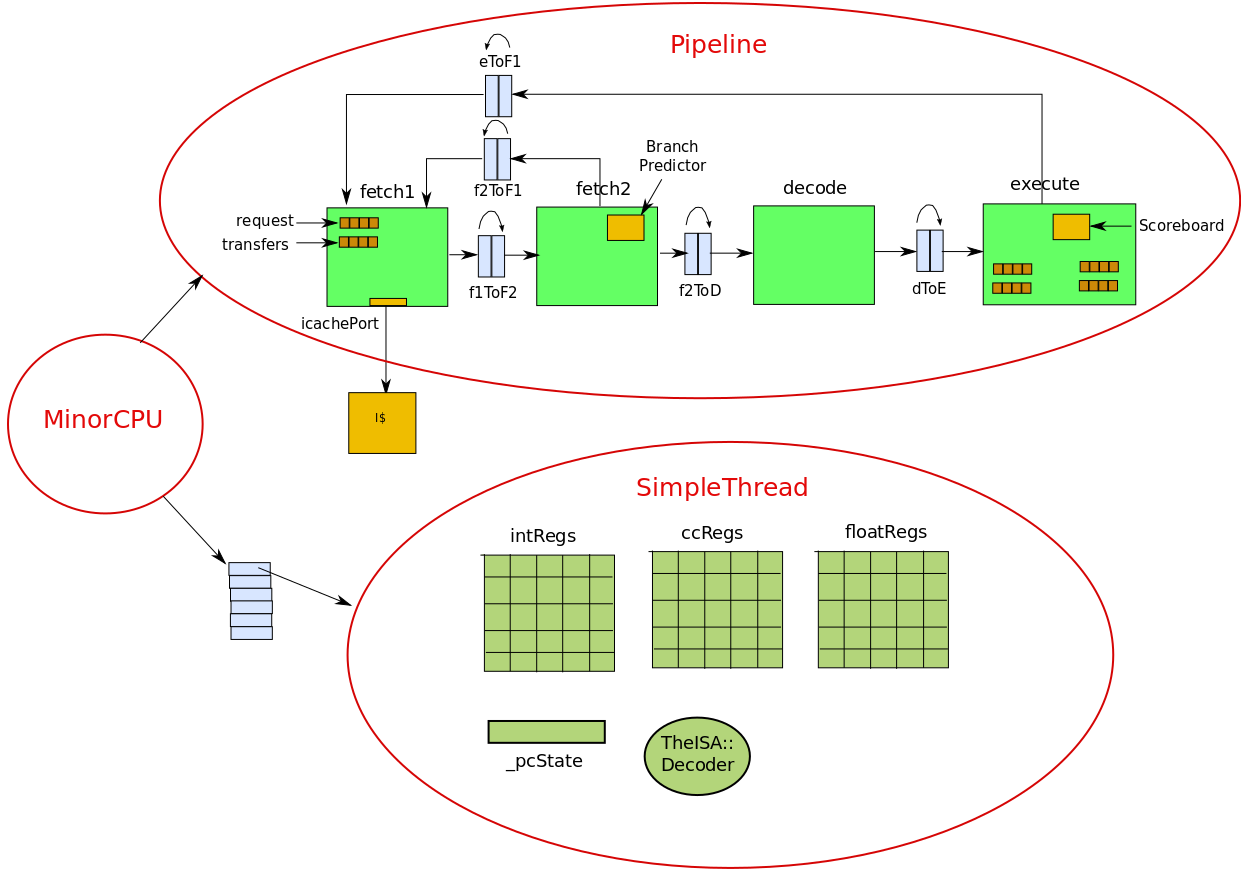 Pipeline
eToF1
Branch
Predictor
f2ToF1
fetch1
fetch2
decode
execute
request
transfers
Scoreboard
f1ToF2
f2ToD
dToE
icachePort
I$
MinorCPU
SimpleThread
intRegs
ccRegs
floatRegs
_pcState
TheISA::
Decoder